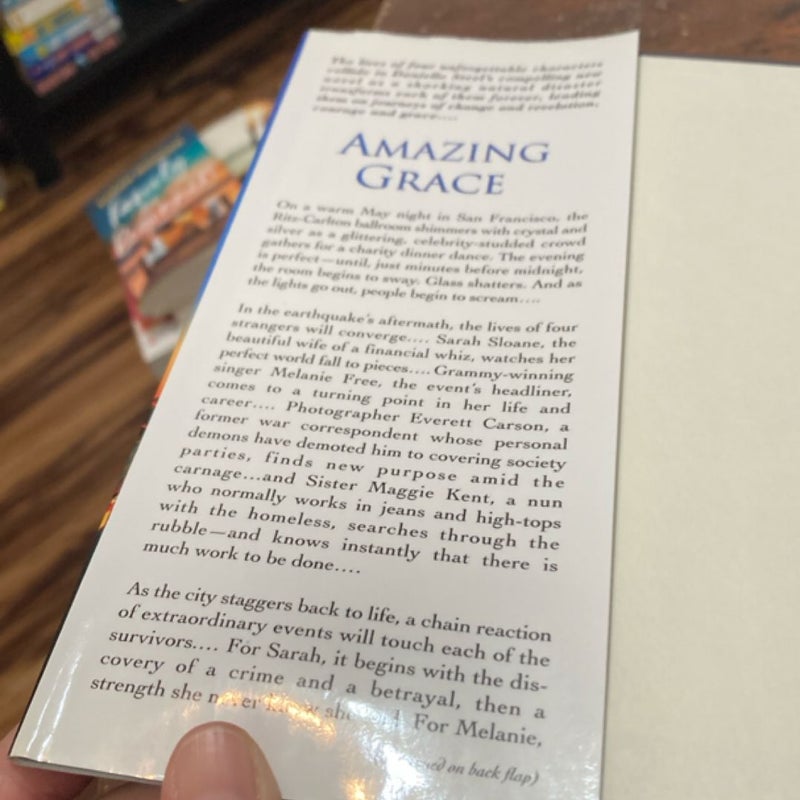 The lives of four unforgettable characters
collide in Danielle Steel's compelling new
novel as a shocking natural disaster
transforms each of them forever, leading
them on journeys of change and revelation,
courage and grace....
AMAZING
GRACE
On a warm May night in San Francisco, the
Ritz-Carlton ballroom shimmers with crystal and
silver as a glittering, celebrity-studded crowd
gathers for a charity dinner dance. The evening
is perfect—until, just minutes before midnight,
the room begins to sway. Glass shatters. And as
the lights go out, people begin to scream....
In the earthquake's aftermath, the lives of four
strangers will converge.... Sarah Sloane, the
beautiful wife of a financial whiz, watches her
perfect world fall to pieces.... Grammy-winning
singer Melanie Free, the event's headliner,
comes to a turning point in her life and
career.... Photographer Everett Carson, a
former war correspondent whose personal
demons have demoted him to covering society
parties, finds new purpose amid the
carnage...and Sister Maggie Kent, a nun
who normally works in jeans and high-tops
with the homeless, searches through the
rubble—and knows instantly that there is
much work to be done....
As the city staggers back to life, a chain reaction
of extraordinary events will touch each of the
survivors.... For Sarah, it begins with the dis-
covery of a crime and a betrayal, then a
strength she never knew she For Melanie,
on back flap)